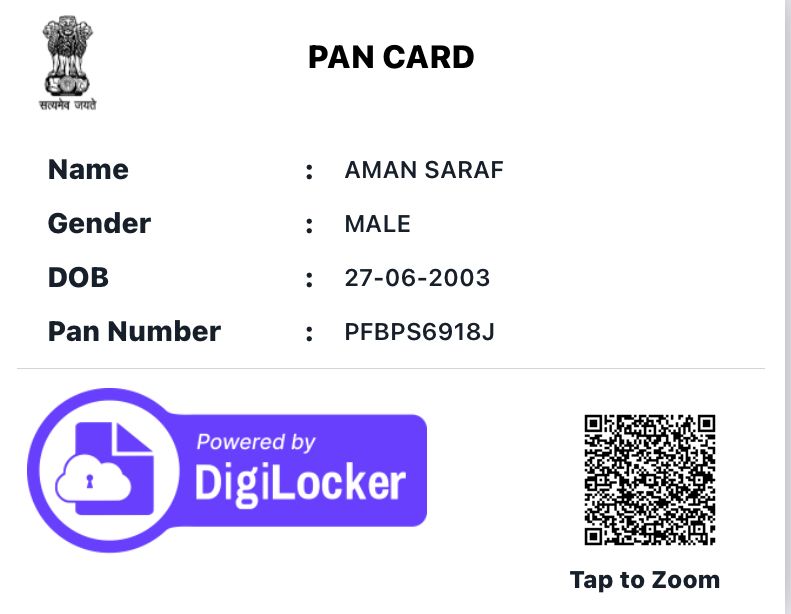 सत्यमेव जयते
PAN CARD
Name : AMAN SARAF
Gender : MALE
DOB : 27-06-2003
Pan Number : PFBPS6918J
Powered by
DigiLocker
Tap to Zoom